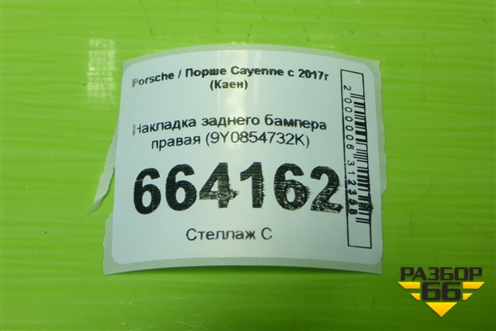 Porsche / Порше Cayenne с 2017г
(Каен)
Накладка заднего бампера
правая (9Y0854732K)
664162
Стеллаж С
РАЗБОР
66